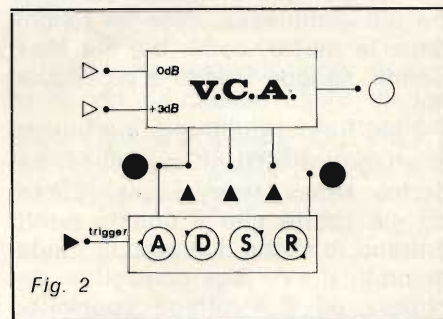 0dB
V.C.A.
+3dB
trigger
A D S R
Fig. 2